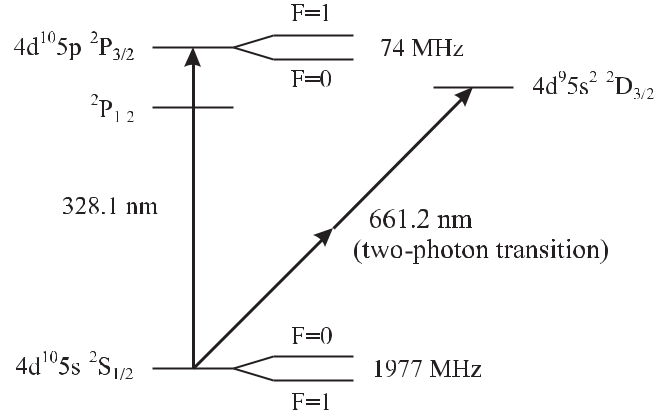 F=1
4d¹⁰5p ²P₃/₂
74 MHz
F=0
4d⁹5s² ²D₃/₂
²P₁ ₂
328.1 nm
661.2 nm
(two-photon transition)
F=0
4d¹⁰5s ²S₁/₂
1977 MHz
F=1